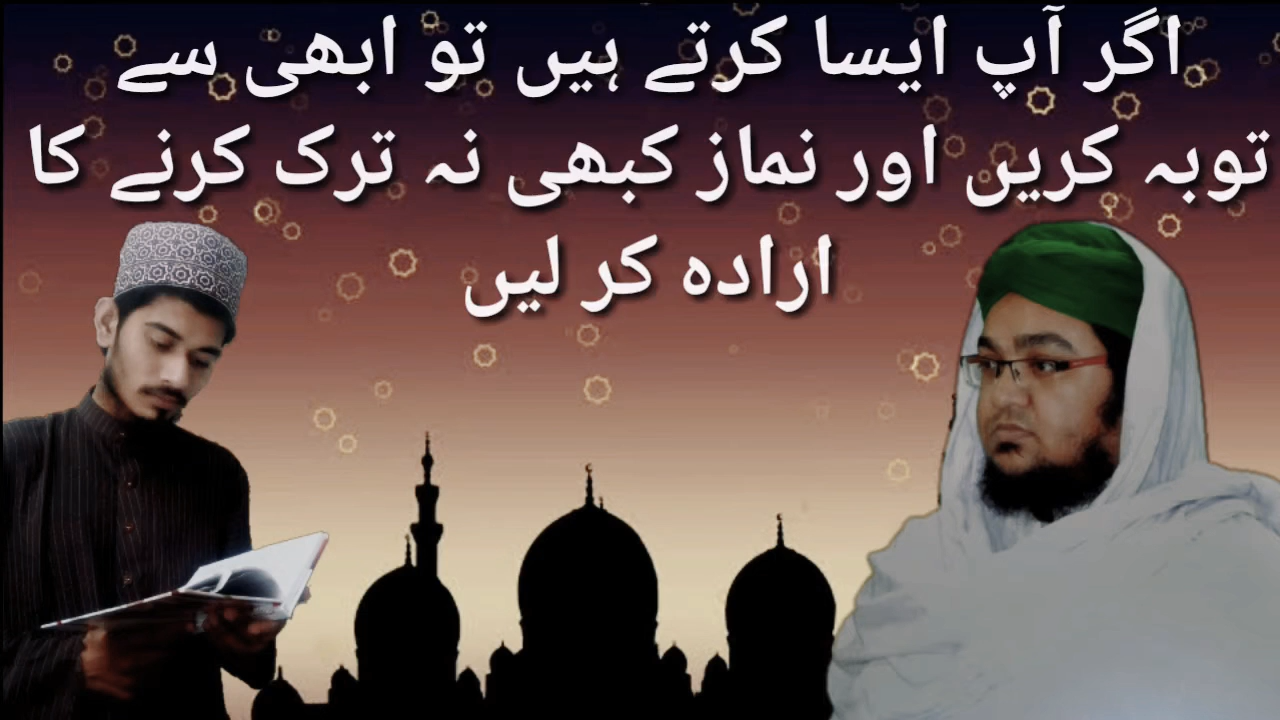 اگر آپ ایسا کرتے ہیں تو ابھی سے
توبہ کریں اور نماز کبھی نہ ترک کرنے کا
ارادہ کر لیں